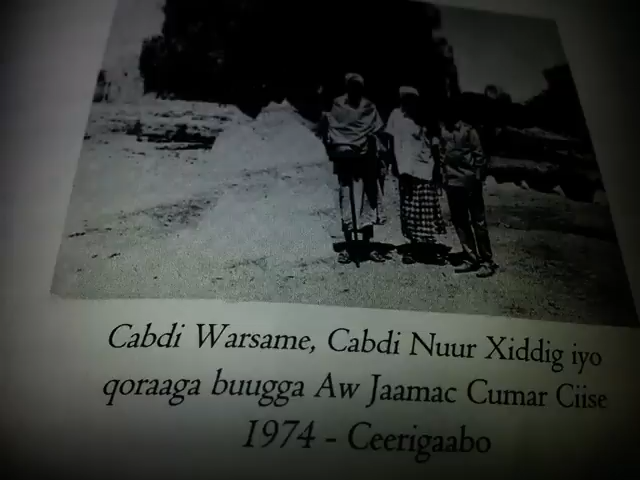 Cabdi Warsame, Cabdi Nuur Xiddig iyo
qoraaga buugga Aw Jaamac Cumar Ciise
1974 - Ceerigaabo